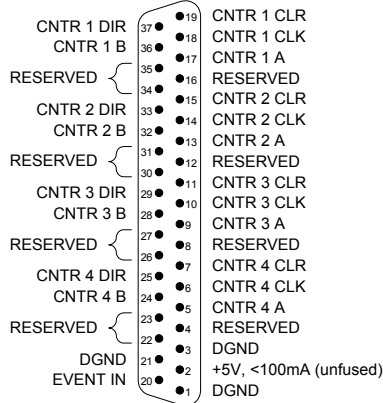 19 CNTR 1 CLR
CNTR 1 DIR 37
18 CNTR 1 CLK
CNTR 1 B 36
17 CNTR 1 A
35
RESERVED
16 RESERVED
34
15 CNTR 2 CLR
CNTR 2 DIR 33
14 CNTR 2 CLK
CNTR 2 B 32
13 CNTR 2 A
31
RESERVED
12 RESERVED
30
11 CNTR 3 CLR
CNTR 3 DIR 29
10 CNTR 3 CLK
CNTR 3 B 28
9 CNTR 3 A
27
RESERVED
8 RESERVED
26
7 CNTR 4 CLR
CNTR 4 DIR 25
6 CNTR 4 CLK
CNTR 4 B 24
5 CNTR 4 A
23
RESERVED
4 RESERVED
22
3 DGND
DGND 21
2 +5V, <100mA (unfused)
EVENT IN 20
1 DGND